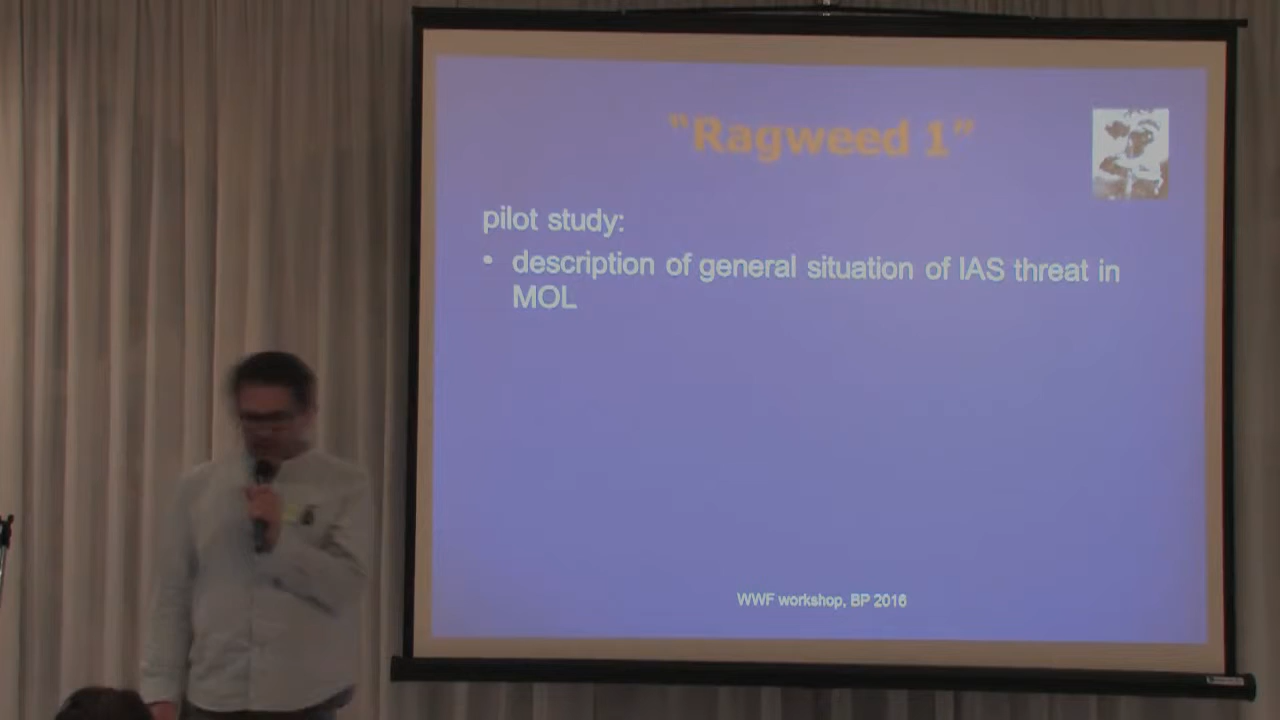 "Ragweed 1"
pilot study:
• description of general situation of IAS threat in
MOL
WWF workshop, BP 2016